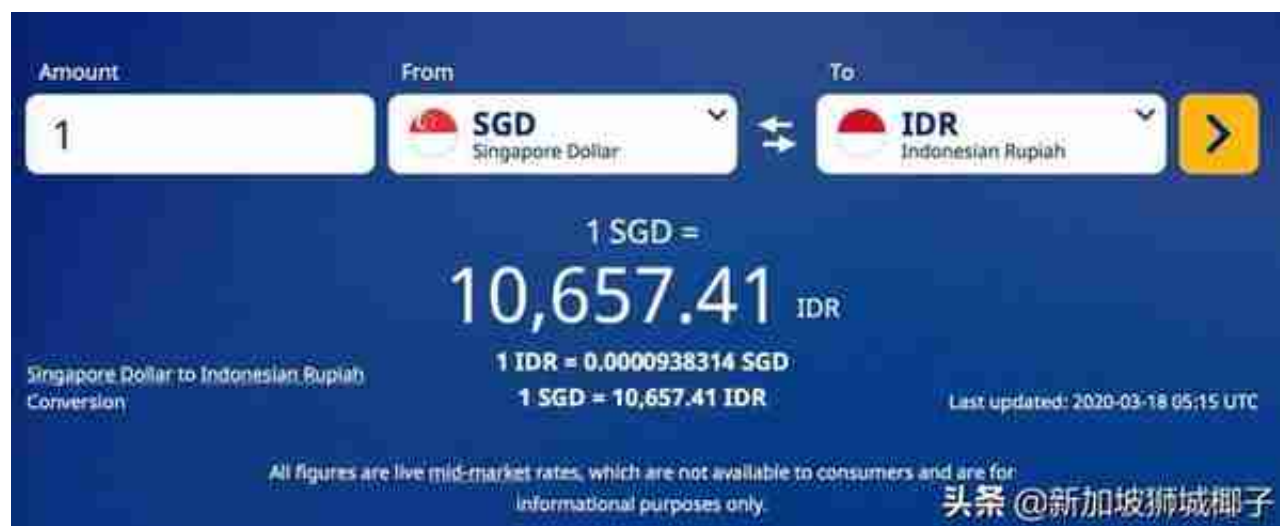 Amount
From
To
1
SGD
Singapore Dollar
IDR
Indonesian Rupiah
1 SGD =
10,657.41 IDR
1 IDR = 0.0000938314 SGD
1 SGD = 10,657.41 IDR
Singapore Dollar to Indonesian Rupiah
Conversion
Last updated: 2020-03-18 05:15 UTC
All figures are live mid-market rates, which are not available to consumers and are for
informational purposes only.
头条 @新加坡狮城椰子